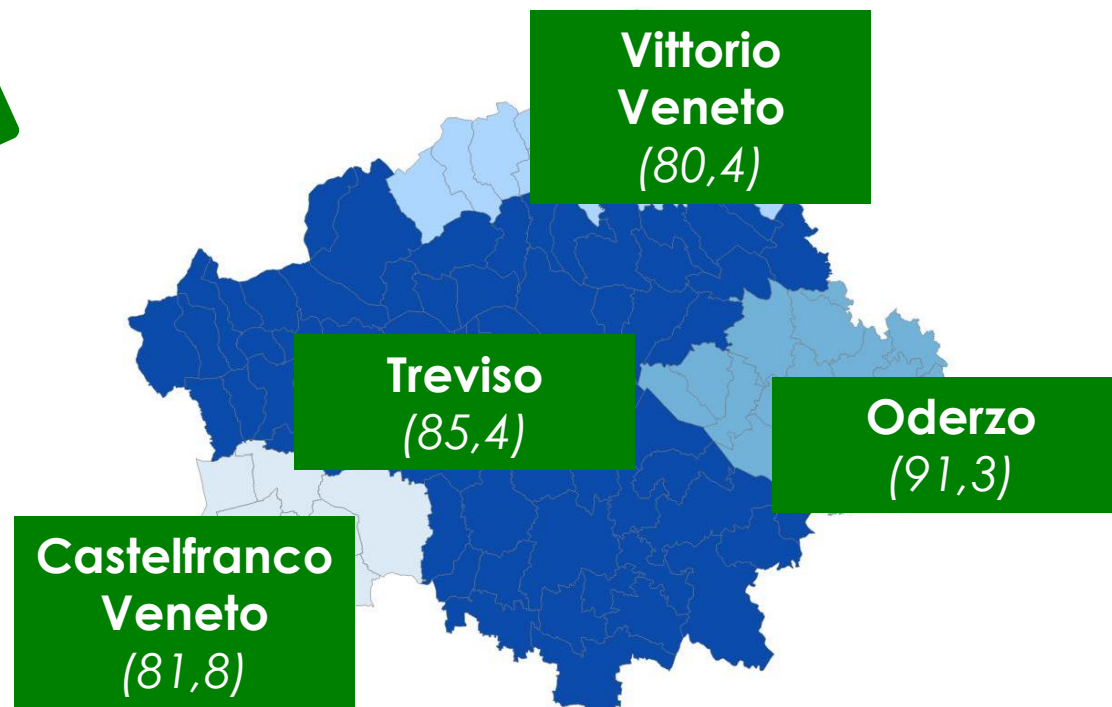 Vittorio
Veneto
(80,4)
Treviso
(85,4)
Oderzo
(91,3)
Castelfranco
Veneto
(81,8)